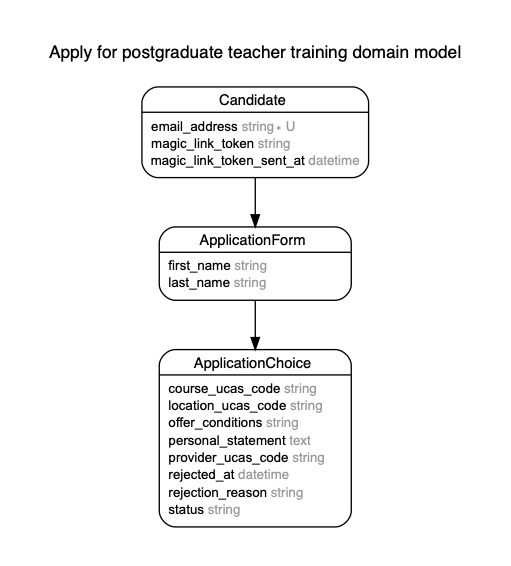 Apply for postgraduate teacher training domain model
Candidate
email_address string∗ U
magic_link_token string
magic_link_token_sent_at datetime
ApplicationForm
first_name string
last_name string
ApplicationChoice
course_ucas_code string
location_ucas_code string
offer_conditions string
personal_statement text
provider_ucas_code string
rejected_at datetime
rejection_reason string
status string